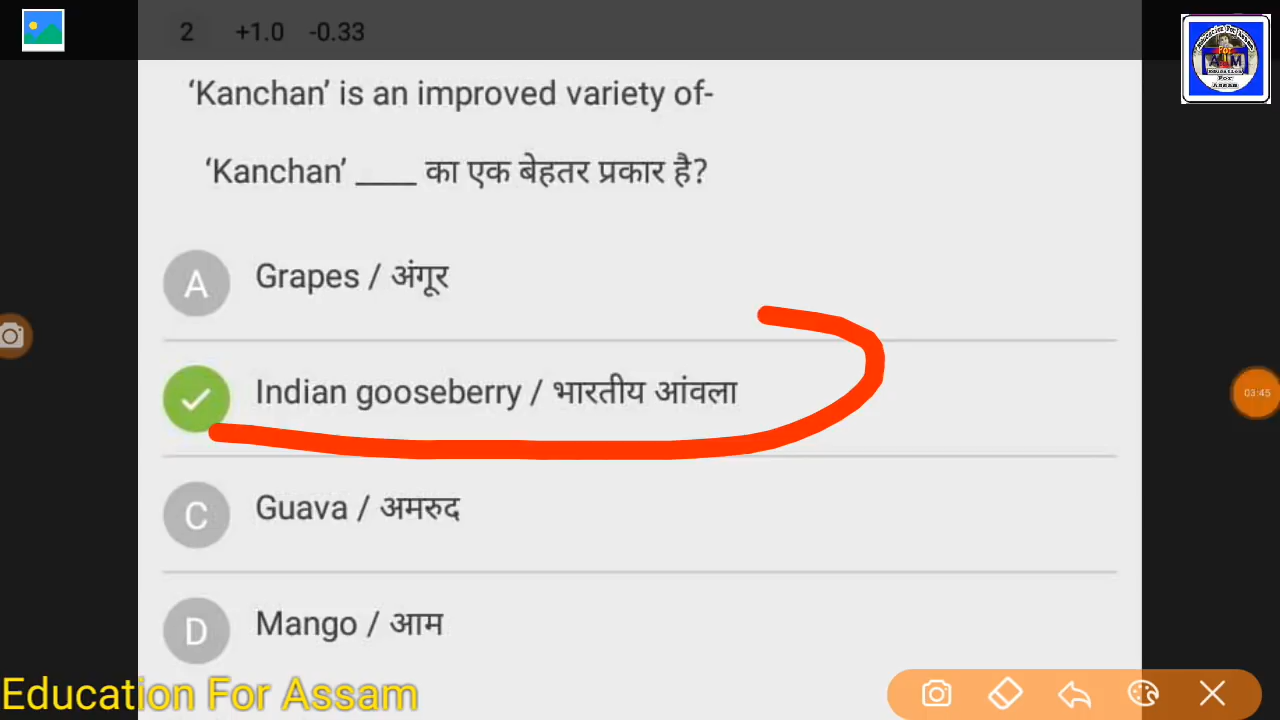 2 +1.0 -0.33
‘Kanchan’ is an improved variety of-
‘Kanchan’ ____ का एक बेहतर प्रकार है?
A Grapes / अंगूर
Indian gooseberry / भारतीय आंवला
03:45
C Guava / अमरुद
D Mango / आम
Education For Assam